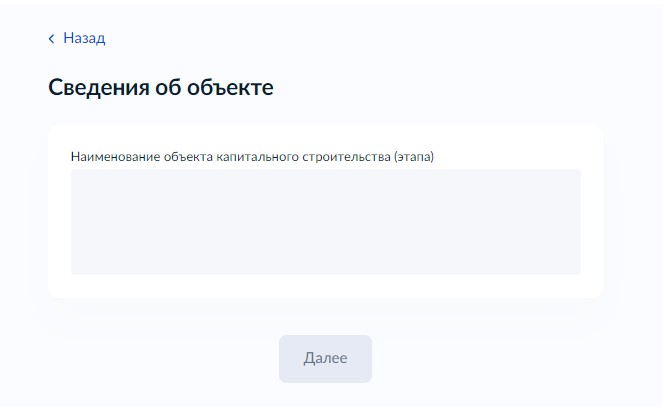 Назад
Сведения об объекте
Наименование объекта капитального строительства (этапа)
Далее